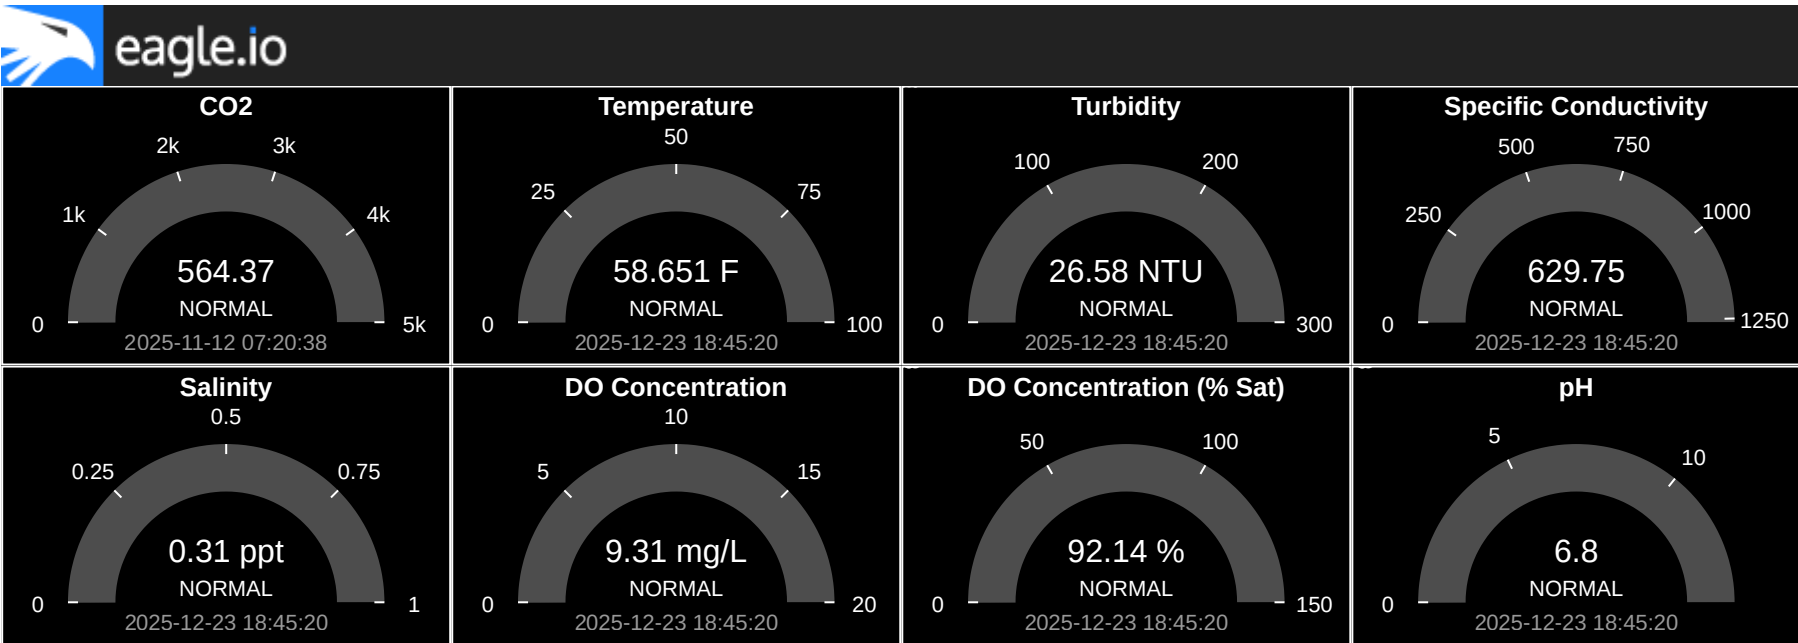 eagle.io
CO2
2k 3k
1k 4k
564.37
NORMAL
0 5k
2025-11-12 07:20:38
Temperature
50
25 75
58.651 F
NORMAL
0 100
2025-12-23 18:45:20
Turbidity
100 200
26.58 NTU
NORMAL
0 300
2025-12-23 18:45:20
Specific Conductivity
500 750
250 1000
629.75
NORMAL
0 1250
2025-12-23 18:45:20
Salinity
0.5
0.25 0.75
0.31 ppt
NORMAL
0 1
2025-12-23 18:45:20
DO Concentration
10
5 15
9.31 mg/L
NORMAL
0 20
2025-12-23 18:45:20
DO Concentration (% Sat)
50 100
92.14 %
NORMAL
0 150
2025-12-23 18:45:20
pH
5 10
6.8
NORMAL
0
2025-12-23 18:45:20